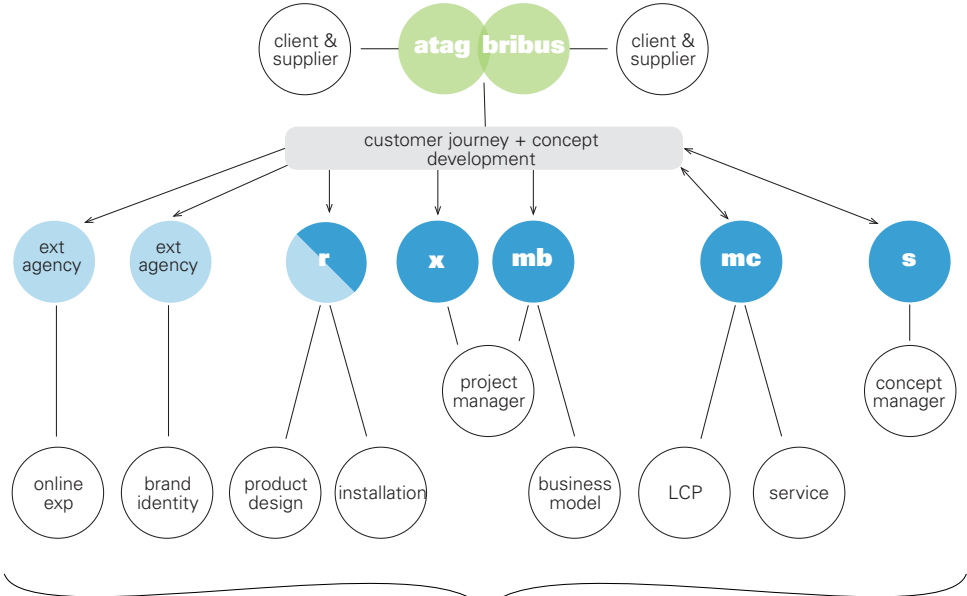 client &
supplier
atag
bribus
client &
supplier
customer journey + concept
development
ext
agency
ext
agency
r
x
mb
mc
s
project
manager
concept
manager
online
exp
brand
identity
product
design
installation
business
model
LCP
service